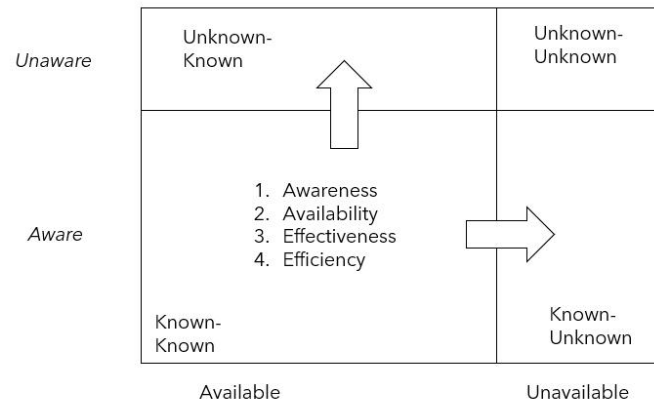 Unaware
Unknown-
Known
Unknown-
Unknown
Aware
1. Awareness
2. Availability
3. Effectiveness
4. Efficiency
Known-
Known
Known-
Unknown
Available
Unavailable